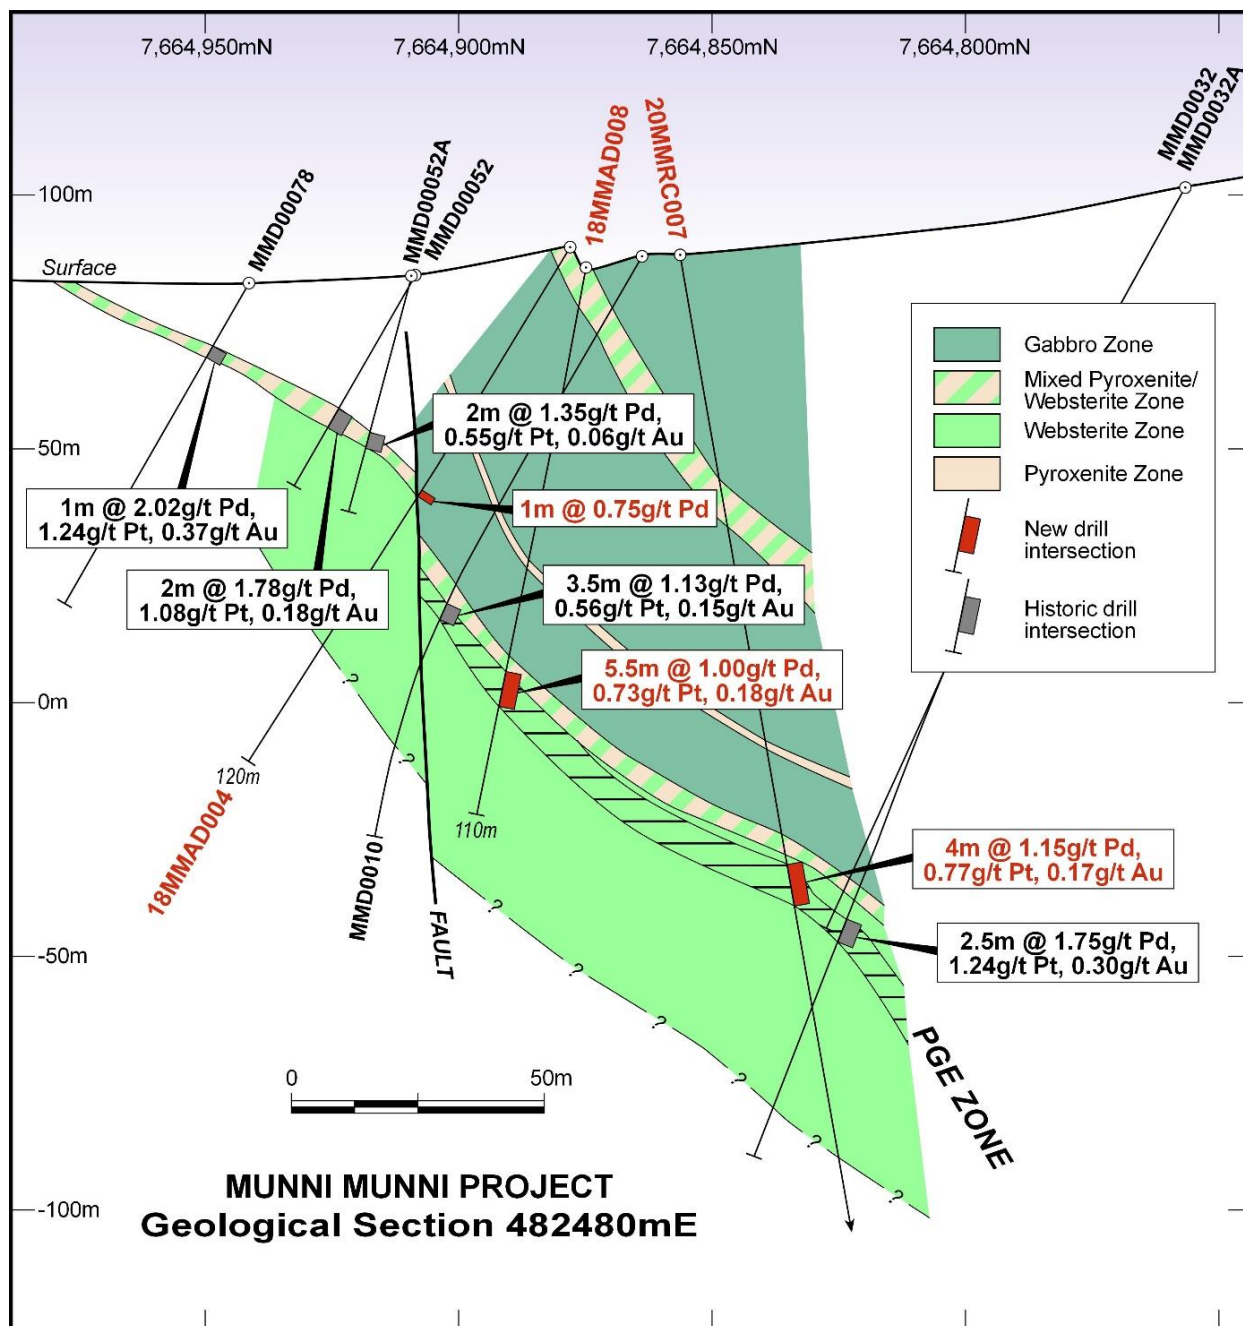 7,664,950mN
7,664,900mN
7,664,850mN
7,664,800mN
MMD00078
MMD00052A
MMD00052
18MMAD008
20MMRC007
MMD0032
MMD0032A
100m
Surface
Gabbro Zone
Mixed Pyroxenite/
Websterite Zone
Websterite Zone
Pyroxenite Zone
New drill
intersection
Historic drill
intersection
2m @ 1.35g/t Pd,
0.55g/t Pt, 0.06g/t Au
50m
1m @ 2.02g/t Pd,
1.24g/t Pt, 0.37g/t Au
1m @ 0.75g/t Pd
2m @ 1.78g/t Pd,
1.08g/t Pt, 0.18g/t Au
3.5m @ 1.13g/t Pd,
0.56g/t Pt, 0.15g/t Au
5.5m @ 1.00g/t Pd,
0.73g/t Pt, 0.18g/t Au
?
0m
?
120m
18MMAD004
110m
MMD0010
FAULT
4m @ 1.15g/t Pd,
0.77g/t Pt, 0.17g/t Au
?
2.5m @ 1.75g/t Pd,
1.24g/t Pt, 0.30g/t Au
-50m
?
?
PGE ZONE
?
?
?
0 50m
MUNNI MUNNI PROJECT
Geological Section 482480mE
-100m